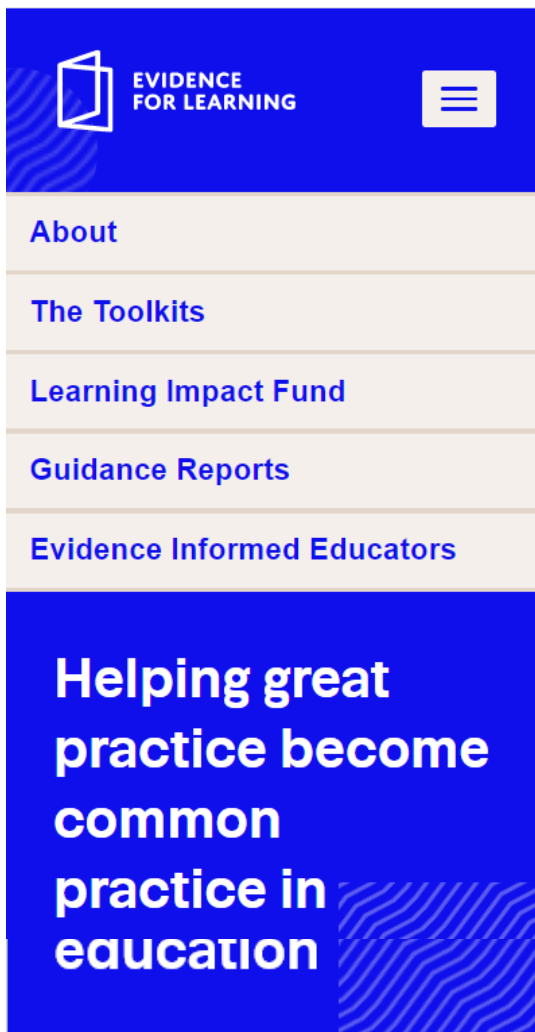 EVIDENCE
FOR LEARNING
About
The Toolkits
Learning Impact Fund
Guidance Reports
Evidence Informed Educators
Helping great
practice become
common
practice in
education